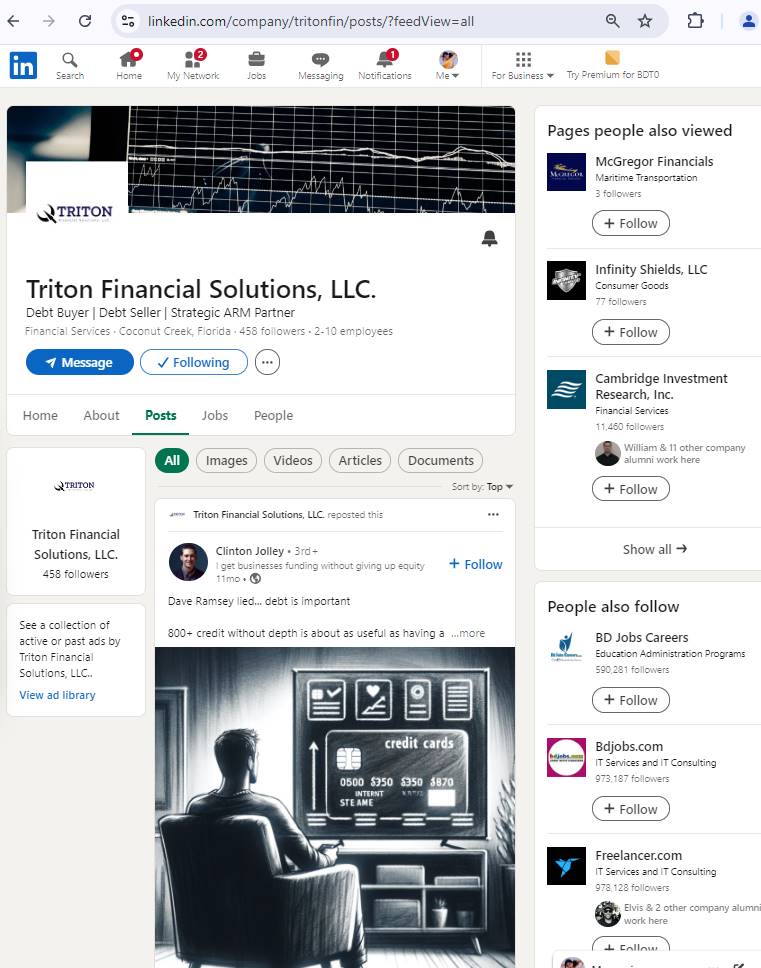 linkedin.com/company/tritonfin/posts/?feedView=all
in
Search
Home
2
My Network
Jobs
Messaging
1
Notifications
Me
For Business
Try Premium for BDT0
TRITON
Triton Financial Solutions, LLC.
Debt Buyer | Debt Seller | Strategic ARM Partner
Financial Services · Coconut Creek, Florida · 458 followers · 2-10 employees
Message
Following
Home
About
Posts
Jobs
People
TRITON
Triton Financial
Solutions, LLC.
458 followers
See a collection of
active or past ads by
Triton Financial
Solutions, LLC..
View ad library
All
Images
Videos
Articles
Documents
Sort by: Top
Triton Financial Solutions, LLC. reposted this
Clinton Jolley • 3rd+
I get businesses funding without giving up equity
11mo •
+ Follow
Dave Ramsey lied... debt is important
800+ credit without depth is about as useful as having a ...more
credit cards
0500 $250 $350 $870
INTERNT
STE AME
Pages people also viewed
McGREGOR
McGregor Financials
Maritime Transportation
3 followers
+ Follow
INFINITY
Infinity Shields, LLC
Consumer Goods
77 followers
+ Follow
Cambridge Investment
Research, Inc.
Financial Services
11,460 followers
William & 11 other company
alumni work here
+ Follow
Show all →
People also follow
BD Jobs Careers
Education Administration Programs
590,281 followers
+ Follow
bdjobs.com
Bdjobs.com
IT Services and IT Consulting
973,187 followers
+ Follow
Freelancer.com
IT Services and IT Consulting
978,128 followers
Elvis & 2 other company alumni
work here
+ Follow